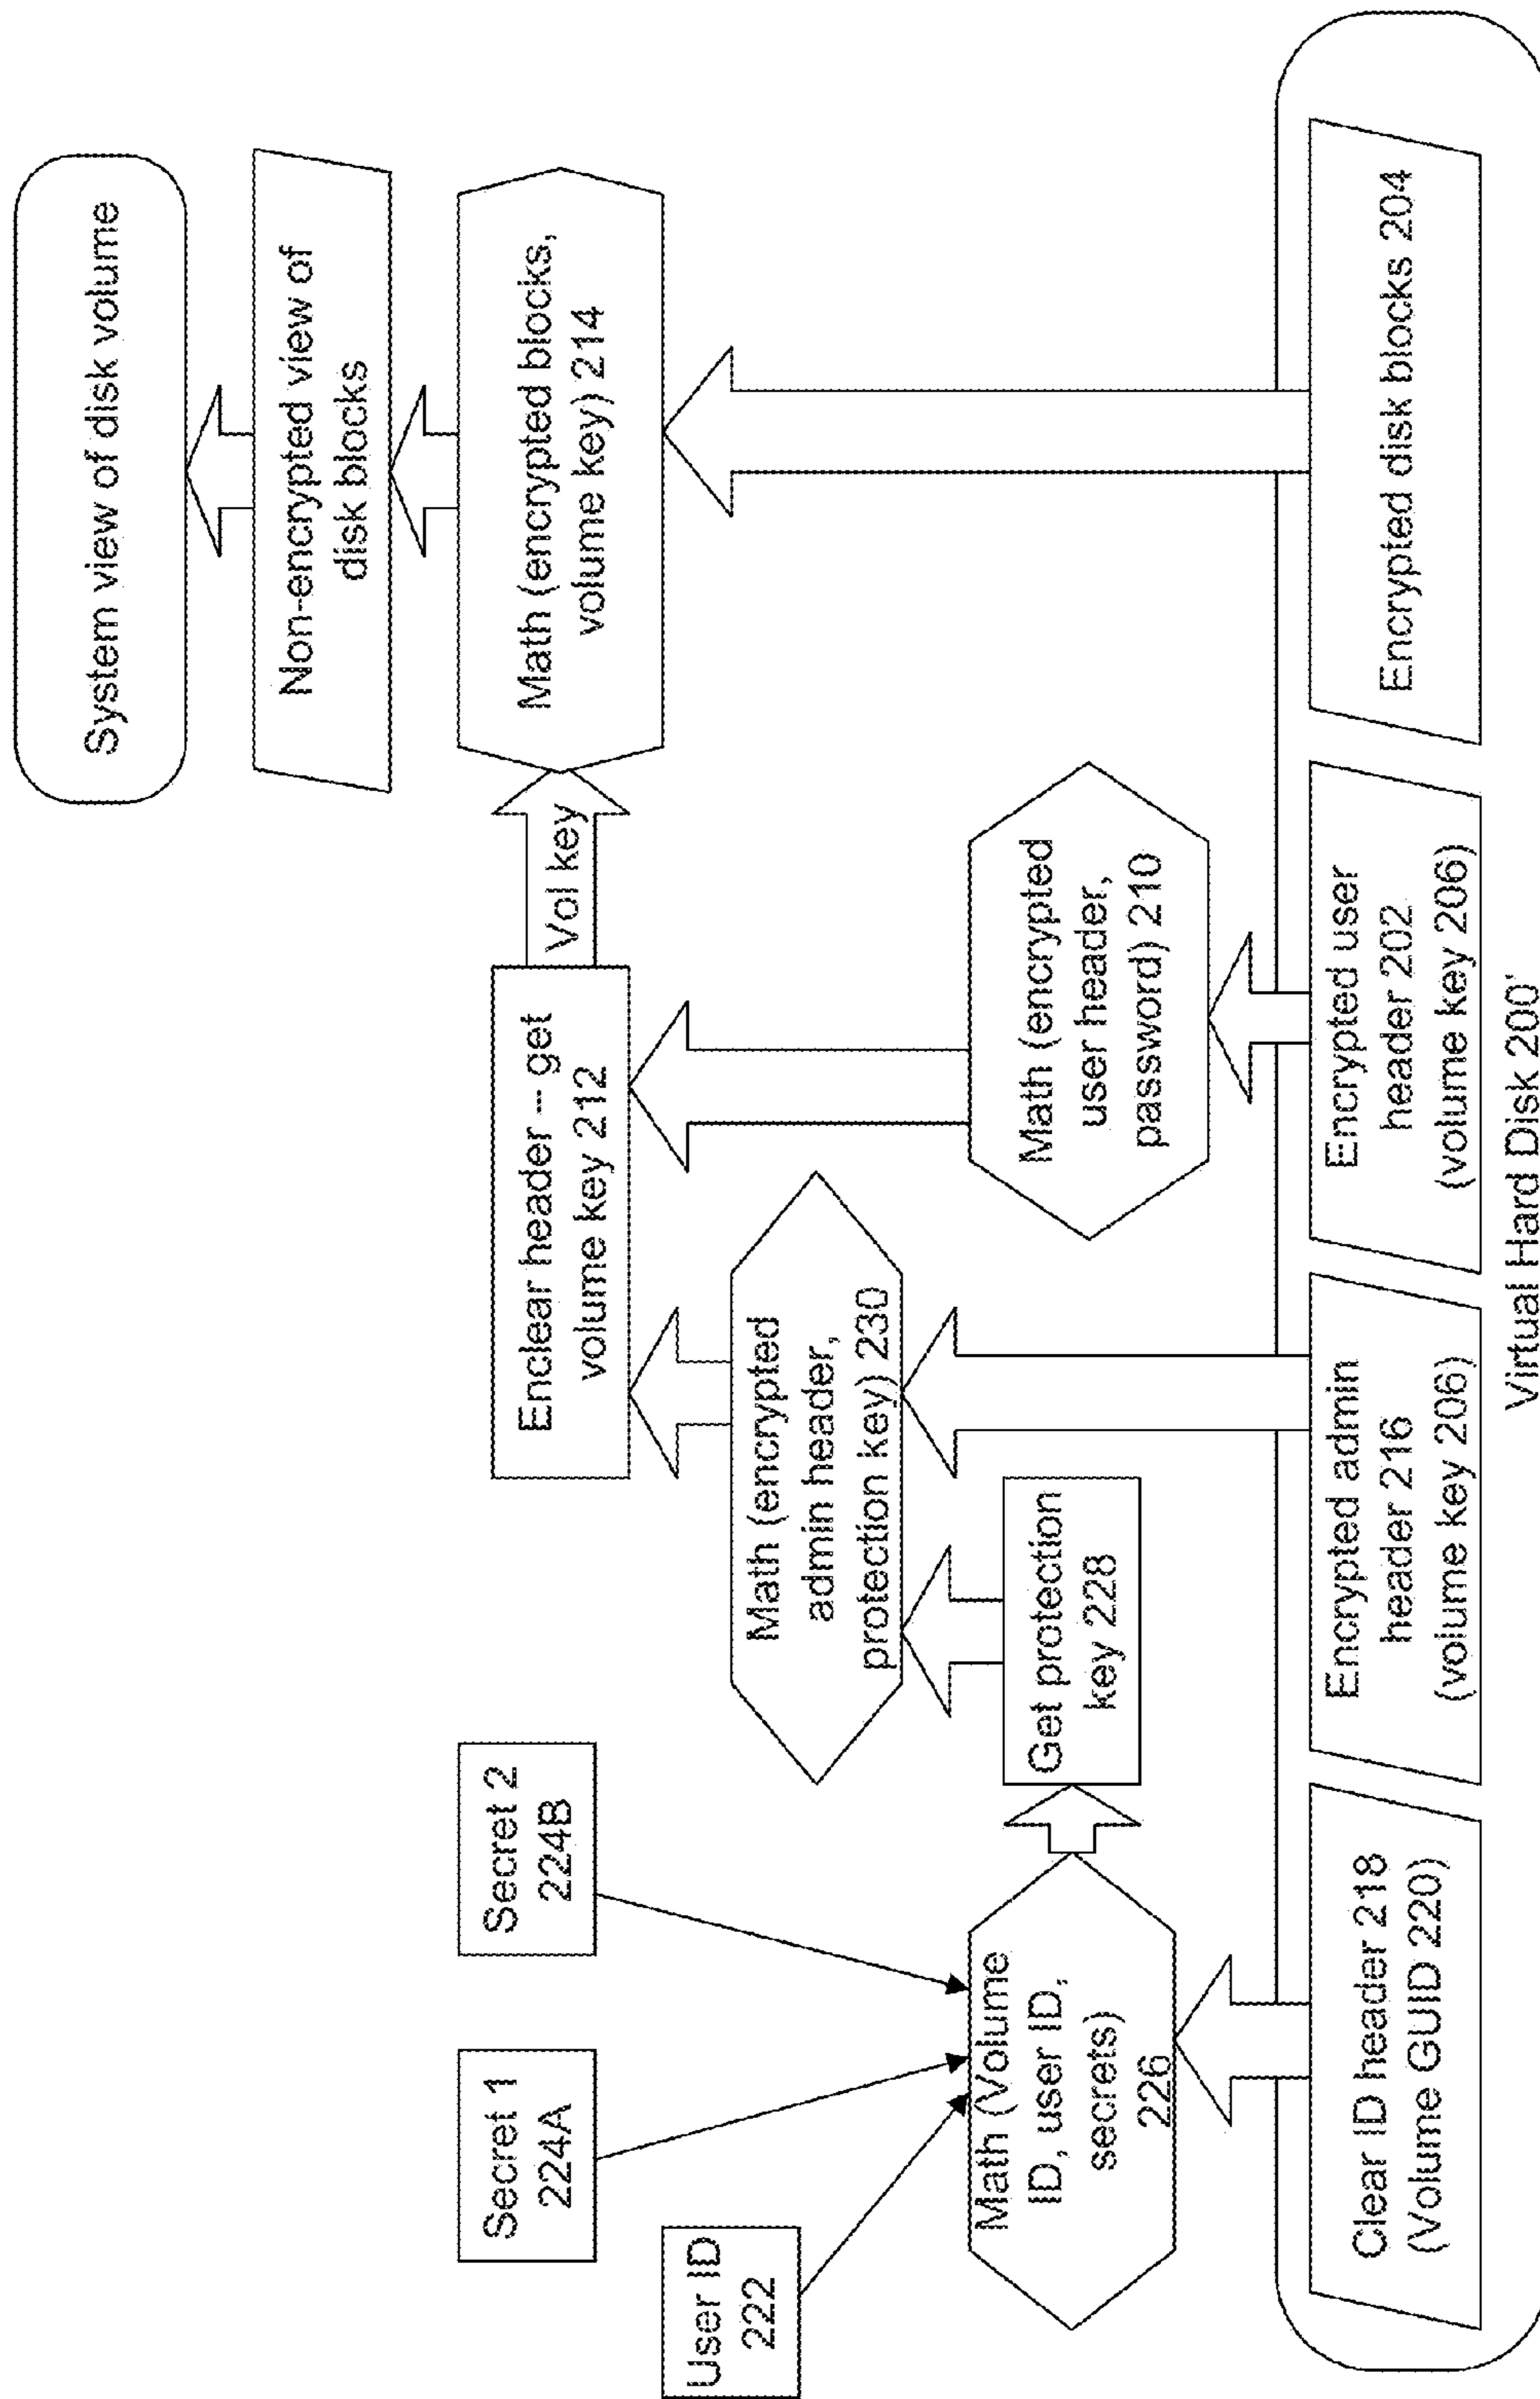 System view of disk volume
Non-encrypted view of
disk blocks
Math (encrypted blocks,
volume key) 214
Vol key
Enclear header -- get
volume key 212
Secret 1
224A
Secret 2
224B
User ID
222
Math (encrypted
admin header,
protection key) 230
Math (Volume
ID, user ID,
secrets)
226
Get protection
key 228
Math (encrypted
user header,
password) 210
Clear ID header 218
(Volume GUID 220)
Encrypted admin
header 216
(volume key 206)
Encrypted user
header 202
(volume key 206)
Encrypted disk blocks 204
Virtual Hard Disk 200'